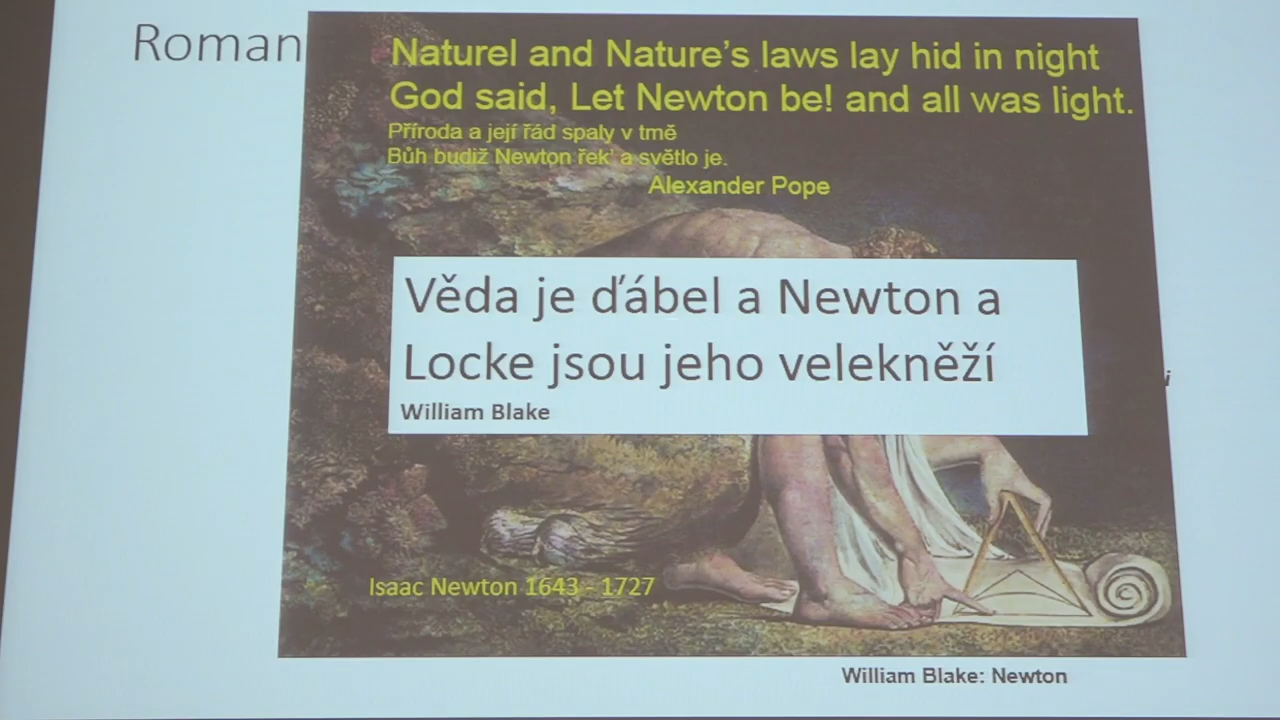 Roman
Naturel and Nature's laws lay hid in night
God said, Let Newton be! and all was light.
Příroda a její řád spaly v tmě
Bůh budiž Newton řek' a světlo je.
Alexander Pope
Věda je ďábel a Newton a
Locke jsou jeho velekněží
William Blake
i
Isaac Newton 1643 - 1727
William Blake: Newton